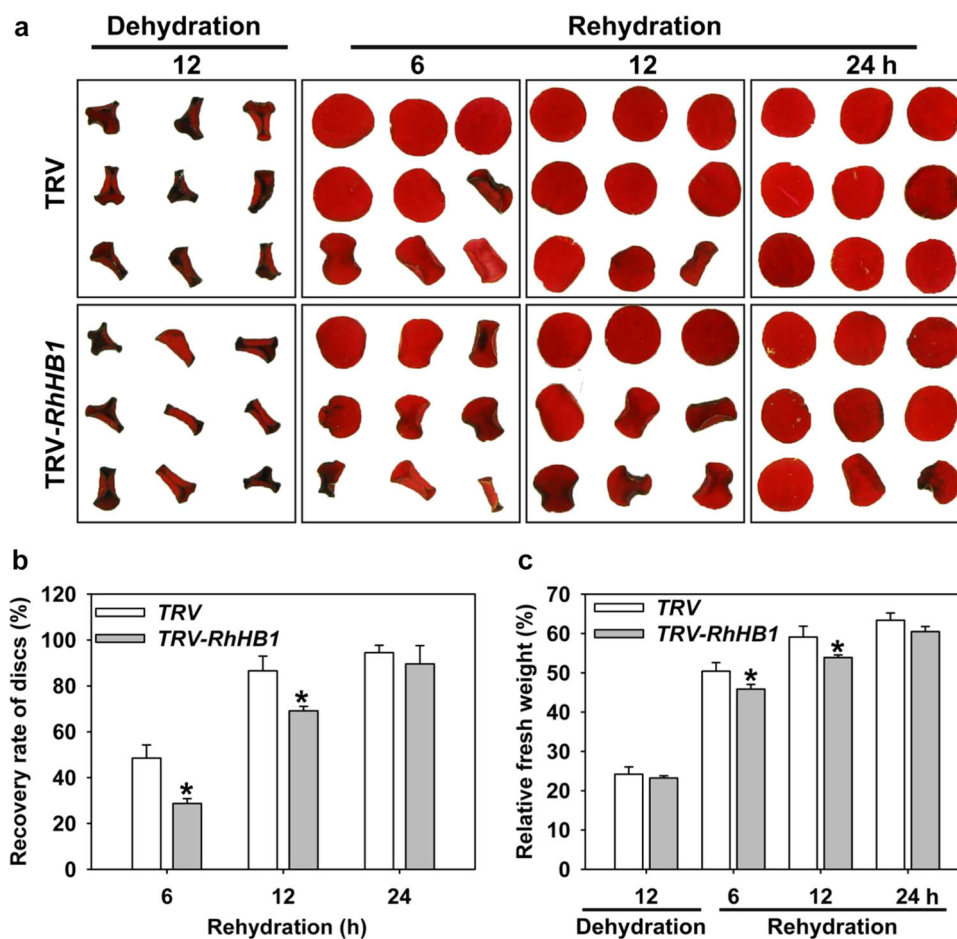 a
Dehydration Rehydration
12 6 12 24 h
TRV
TRV-RhHB1
b
120
100
80
60
40
20
0
Recovery rate of discs (%)
TRV
TRV-RhHB1
*
*
6 12 24
Rehydration (h)
c
70
60
50
40
30
20
10
0
Relative fresh weight (%)
TRV
TRV-RhHB1
*
*
12 6 12 24 h
Dehydration Rehydration